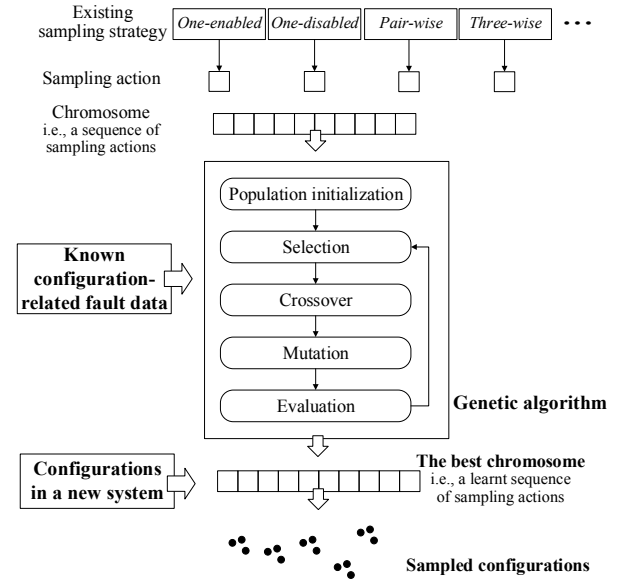 Existing
sampling strategy
One-enabled
One-disabled
Pair-wise
Three-wise
...
Sampling action
Chromosome
i.e., a sequence of
sampling actions
Population initialization
Selection
Crossover
Mutation
Evaluation
Known
configuration-
related fault data
Genetic algorithm
Configurations
in a new system
The best chromosome
i.e., a learnt sequence
of sampling actions
Sampled configurations